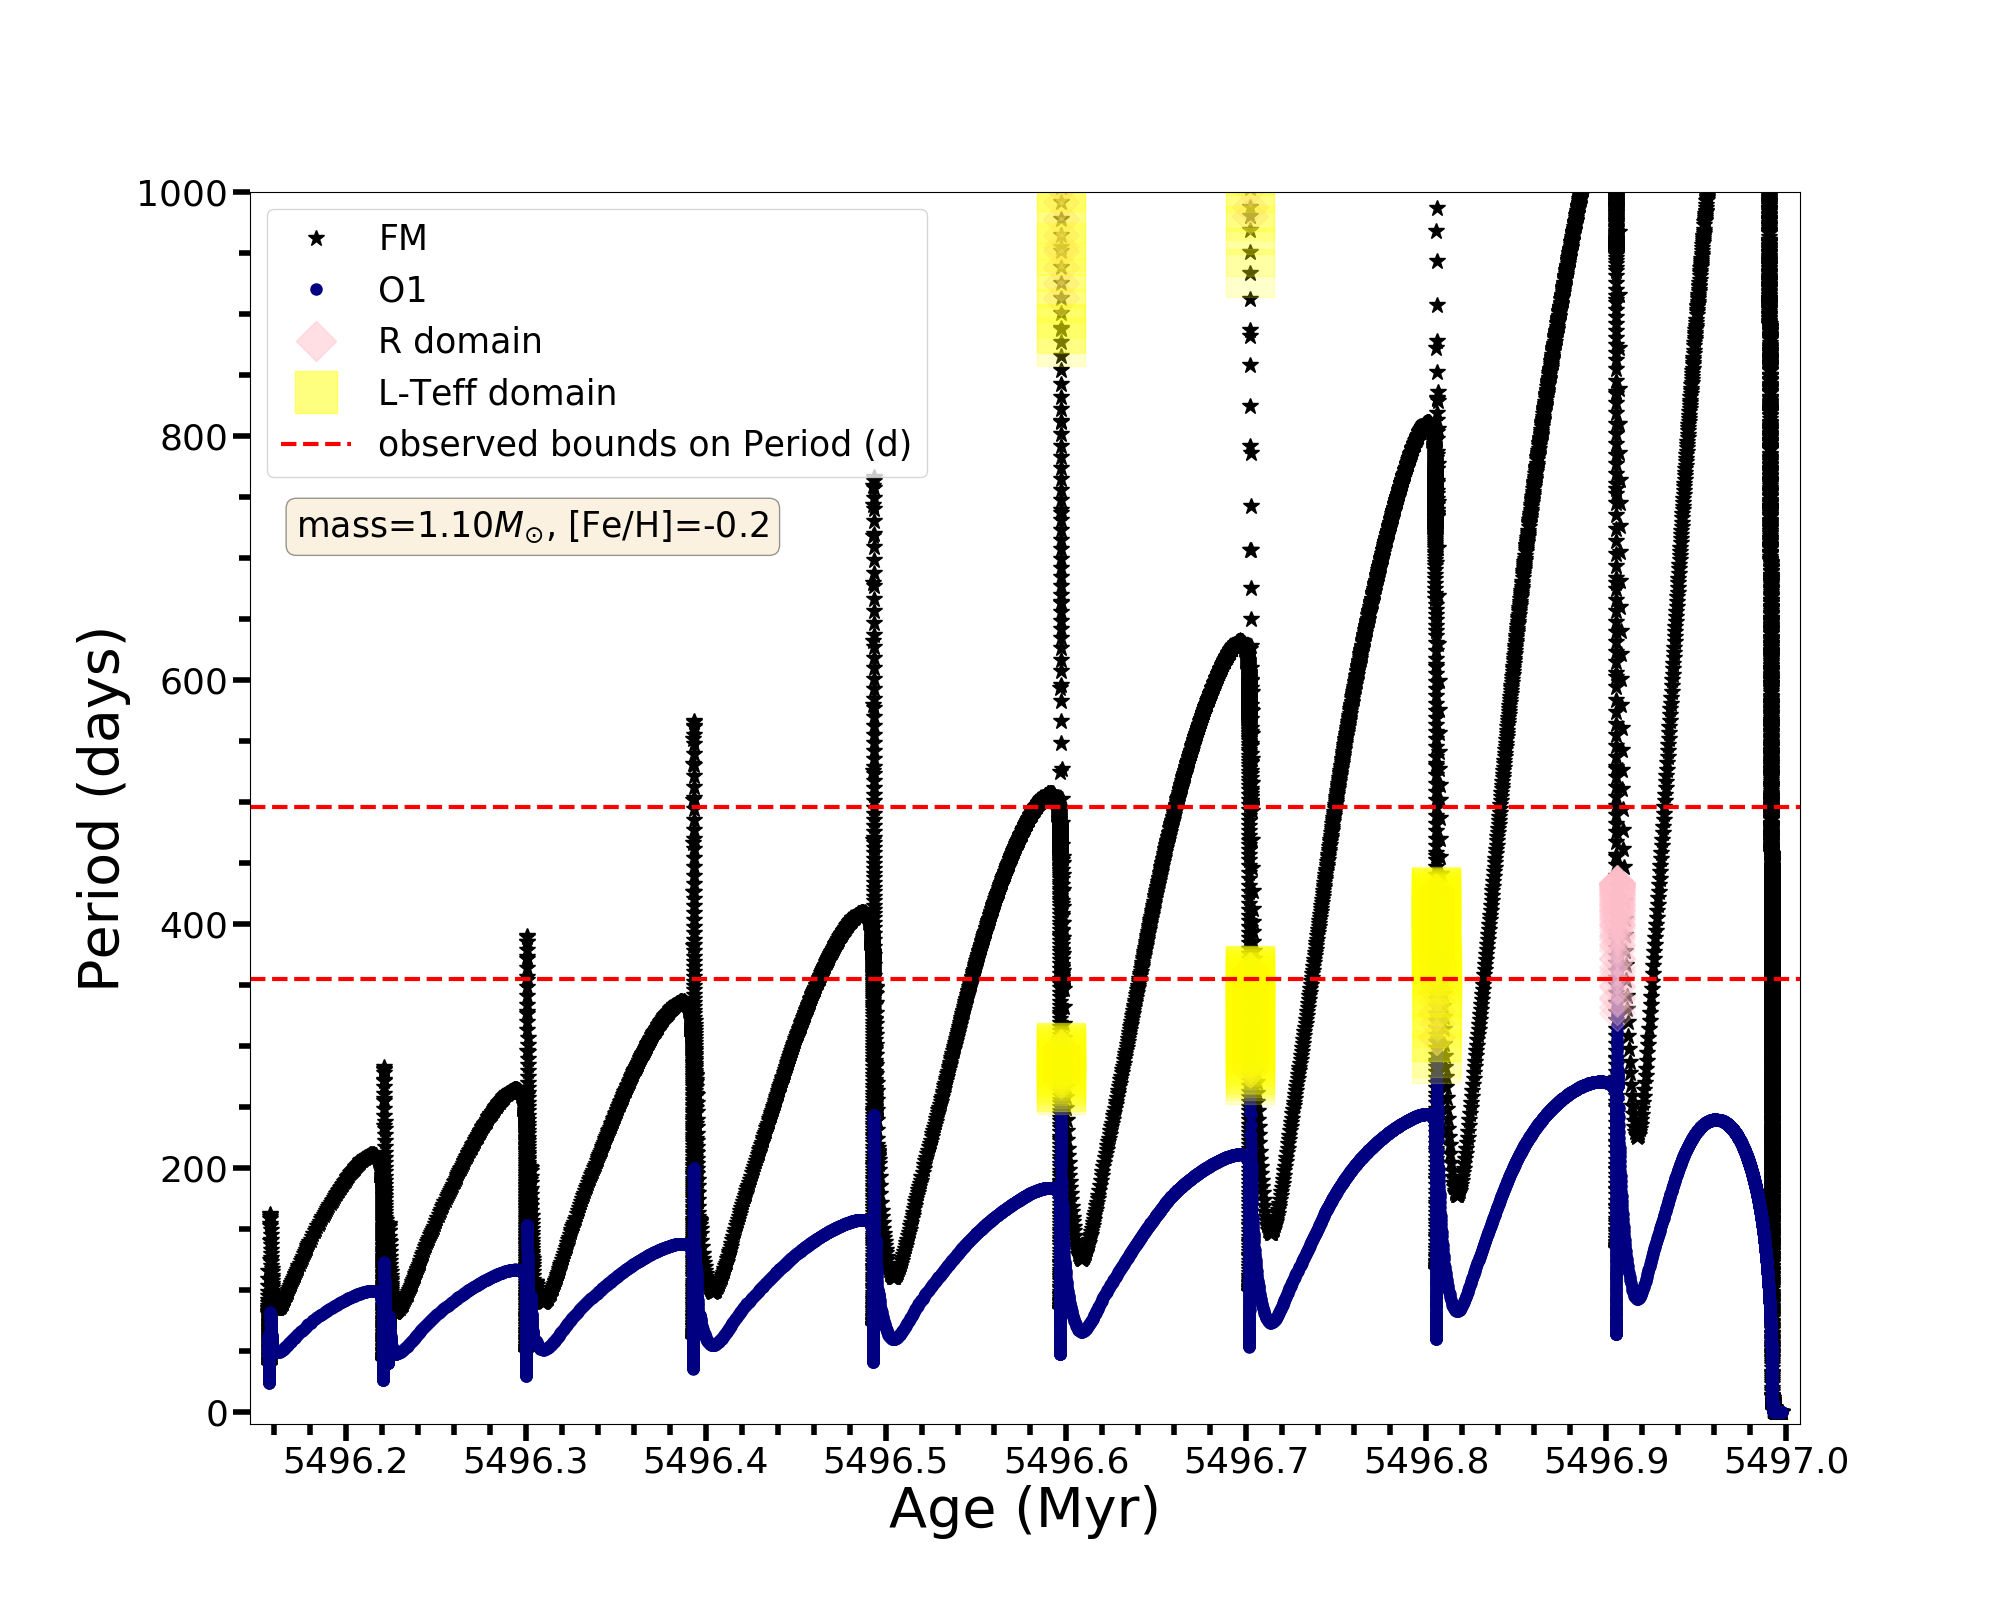 1000
800
600
400
200
0
Period (days)
FM
O1
R domain
L-Teff domain
observed bounds on Period (d)
mass=1.10M⊙, [Fe/H]=-0.2
5496.2 5496.3 5496.4 5496.5 5496.6 5496.7 5496.8 5496.9 5497.0
Age (Myr)